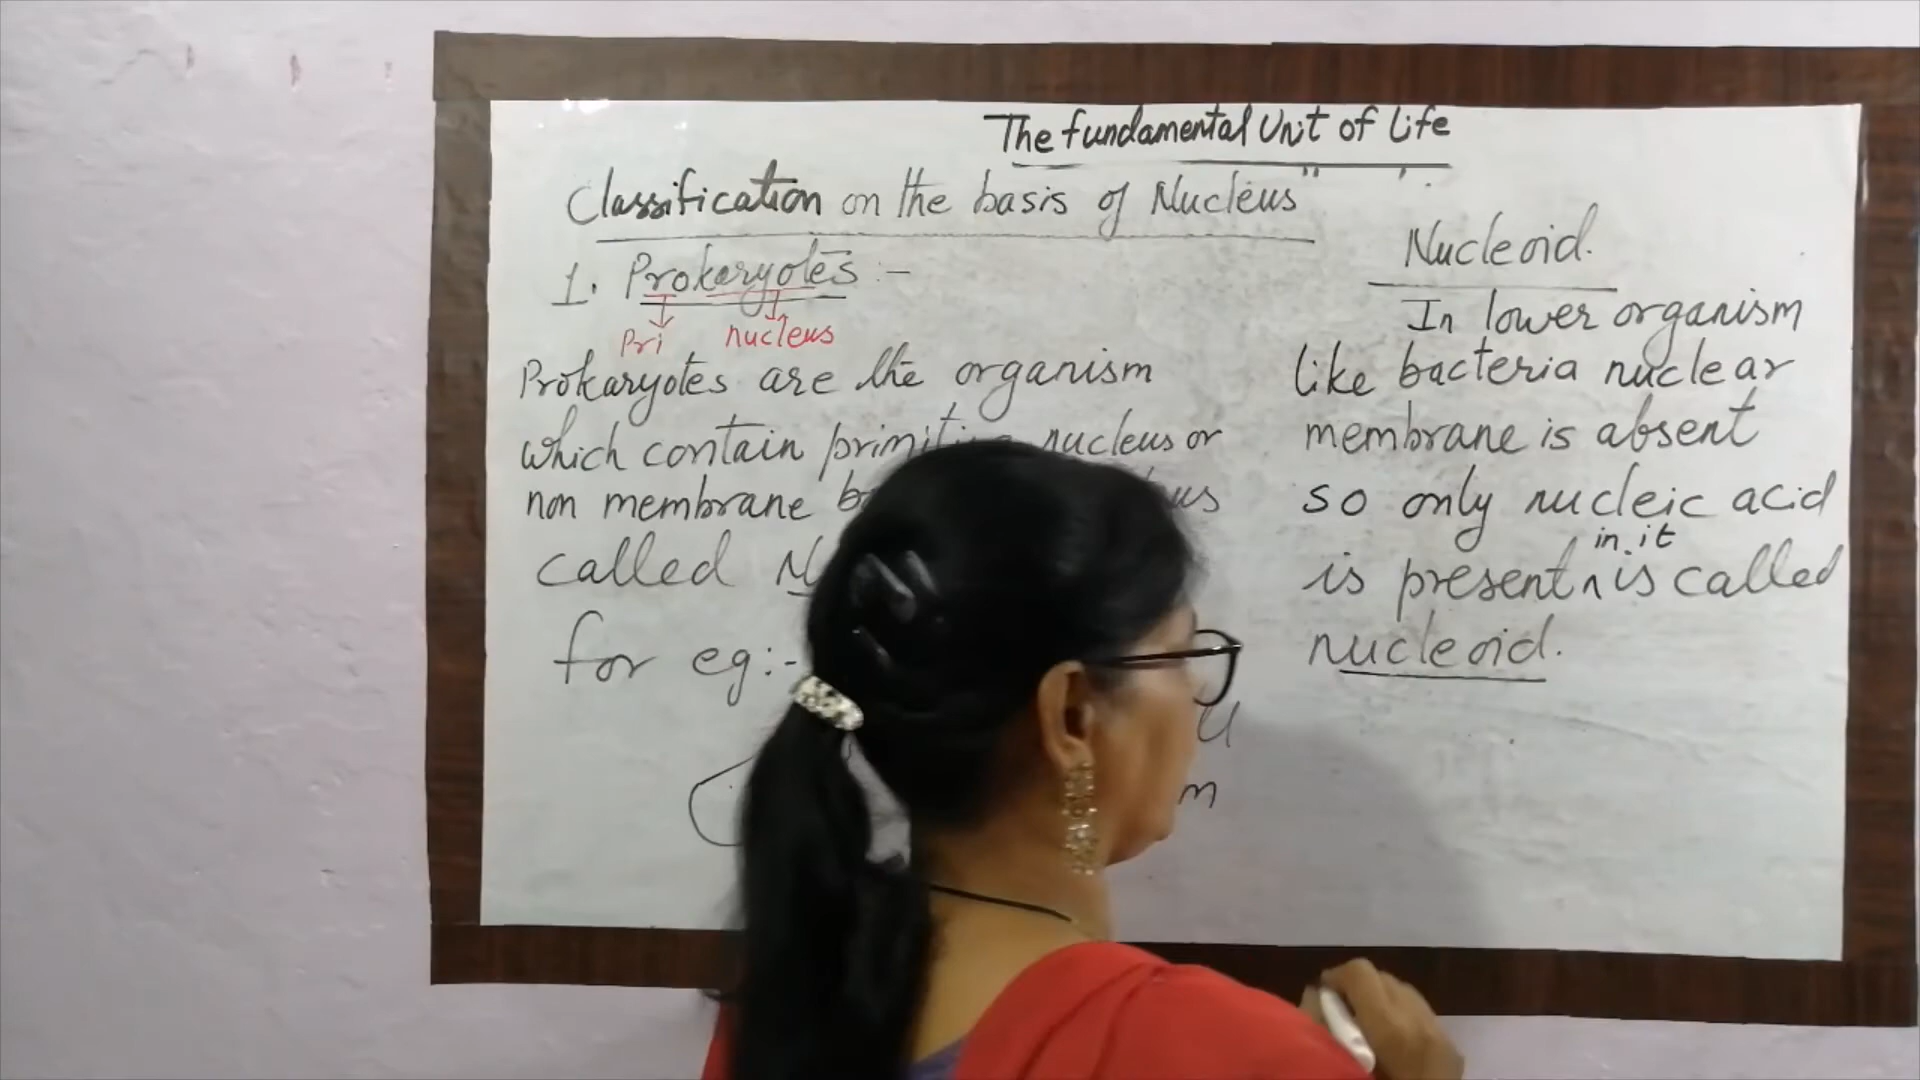 The Fundamental Unit of Life
Classification on the basis of Nucleus"
1. Prokaryotes :-
Pri nucleus
Prokaryotes are the organism
which contain nucleus or
non membrane
called
for eg:-
Nucleoid.
In lower organism
like bacteria nuclear
membrane is absent
so only nucleic acid
in it
is present ^ is called
nucleoid.